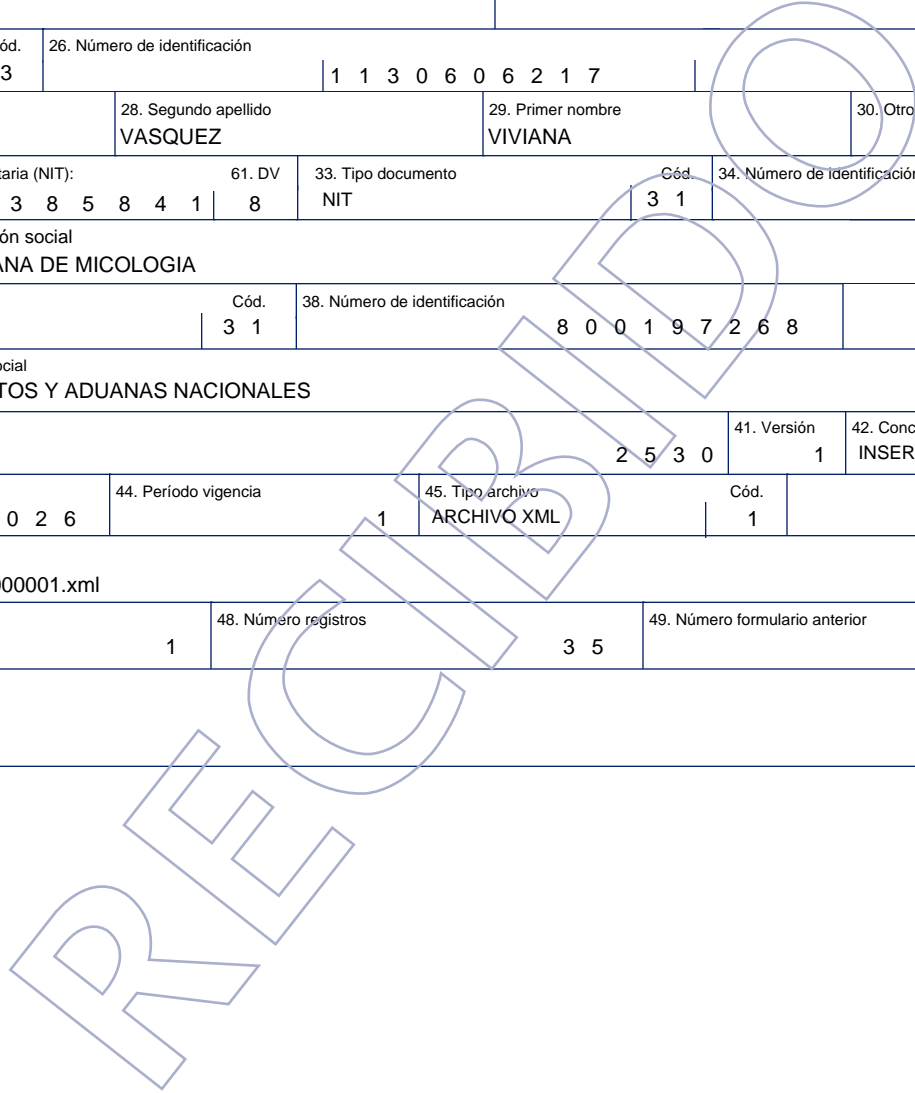 ód. 26. Número de identificación
3 1 1 3 0 6 0 6 2 1 7
28. Segundo apellido 29. Primer nombre 30. Otro
VASQUEZ VIVIANA
taria (NIT): 61. DV 33. Tipo documento Cód. 34. Número de identificación
3 8 5 8 4 1 8 NIT 3 1
ón social
ANA DE MICOLOGIA
Cód. 38. Número de identificación
3 1 8 0 0 1 9 7 2 6 8
ocial
TOS Y ADUANAS NACIONALES
41. Versión 42. Conc
2 5 3 0 1 INSER
44. Período vigencia 45. Tipo archivo Cód.
0 2 6 1 ARCHIVO XML 1
000001.xml
48. Número registros 49. Número formulario anterior
1 3 5
RECIBIDO